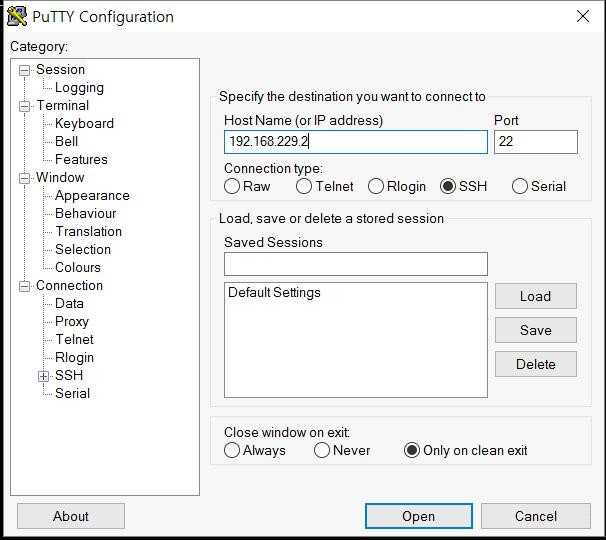 PuTTY Configuration
Category:
Session
Logging
Terminal
Keyboard
Bell
Features
Window
Appearance
Behaviour
Translation
Selection
Colours
Connection
Data
Proxy
Telnet
Rlogin
SSH
Serial
Specify the destination you want to connect to
Host Name (or IP address) Port
192.168.229.2 22
Connection type:
Raw Telnet Rlogin SSH Serial
Load, save or delete a stored session
Saved Sessions
Default Settings
Load
Save
Delete
Close window on exit:
Always Never Only on clean exit
About Open Cancel